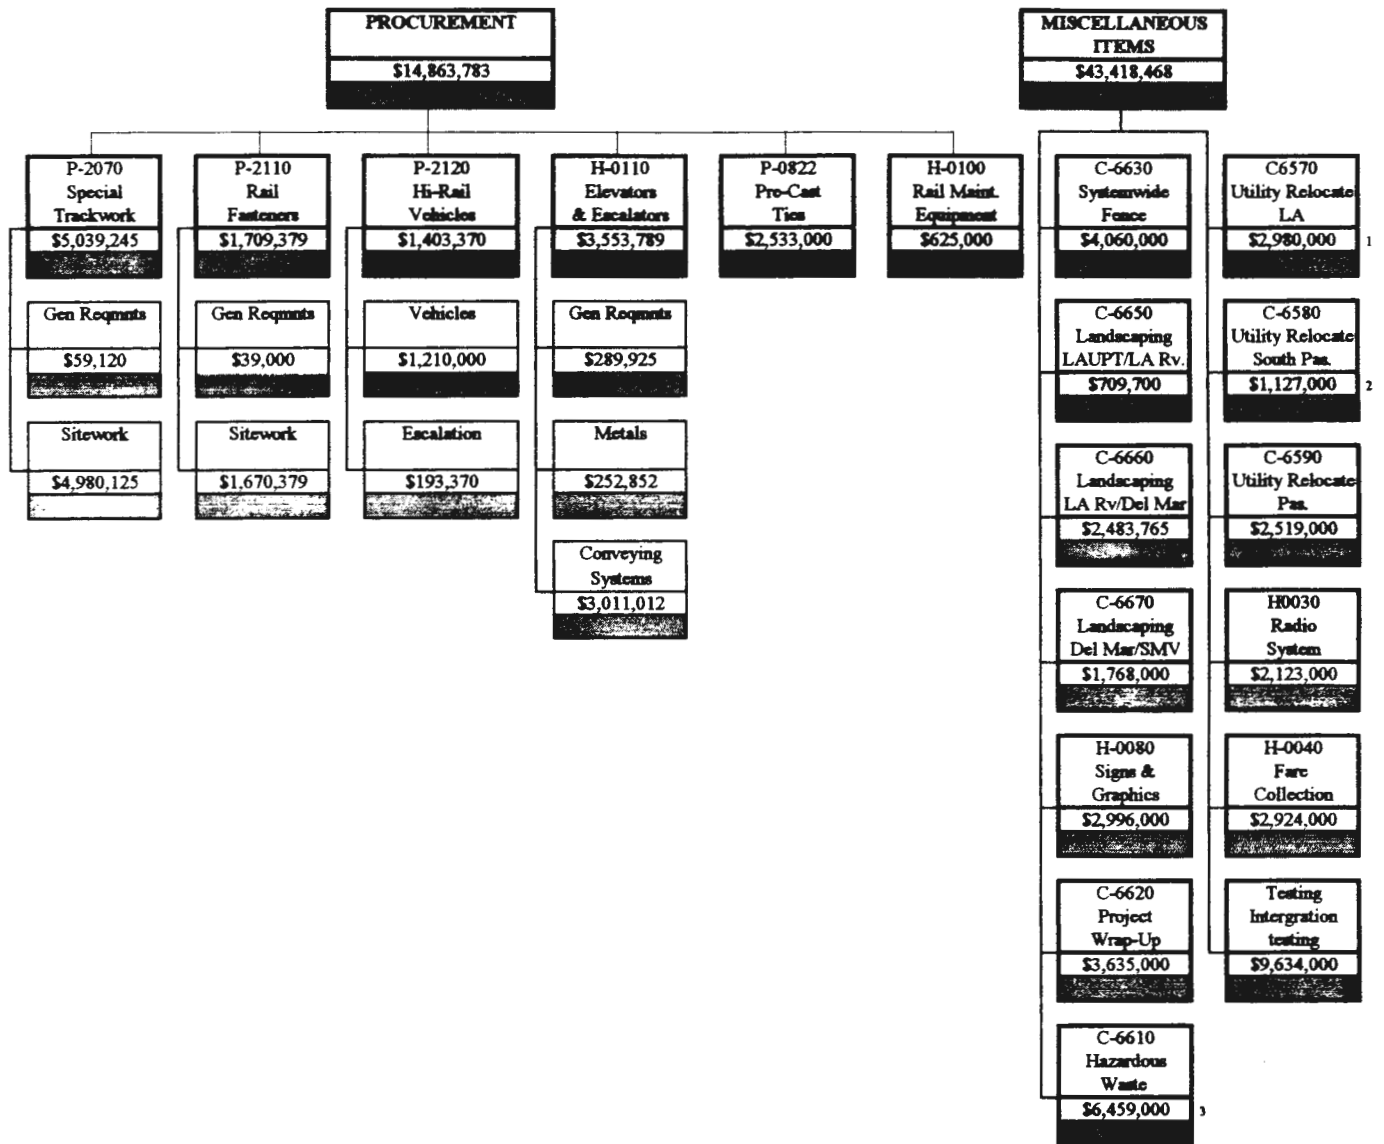 PROCUREMENT
$14,863,783
MISCELLANEOUS
ITEMS
$43,418,468
P-2070
Special
Trackwork
$5,039,245
Gen Reqmnts
$59,120
Sitework
$4,980,125
P-2110
Rail
Fasteners
$1,709,379
Gen Reqmnts
$39,000
Sitework
$1,670,379
P-2120
Hi-Rail
Vehicles
$1,403,370
Vehicles
$1,210,000
Escalation
$193,370
H-0110
Elevators
& Escalators
$3,553,789
Gen Reqmnts
$289,925
Metals
$252,852
Conveying
Systems
$3,011,012
P-0822
Pre-Cast
Ties
$2,533,000
H-0100
Rail Maint.
Equipment
$625,000
C-6630
Systemwide
Fence
$4,060,000
C-6650
Landscaping
LAUPT/LA Rv.
$709,700
C-6660
Landscaping
LA Rv/Del Mar
$2,483,765
C-6670
Landscaping
Del Mar/SMV
$1,768,000
H-0080
Signs &
Graphics
$2,996,000
C-6620
Project
Wrap-Up
$3,635,000
C-6610
Hazardous
Waste
$6,459,000 3
C6570
Utility Relocate
LA
$2,980,000 1
C-6580
Utility Relocate
South Pas.
$1,127,000 2
C-6590
Utility Relocate
Pas.
$2,519,000
H0030
Radio
System
$2,123,000
H-0040
Fare
Collection
$2,924,000
Testing
Intergration
testing
$9,634,000